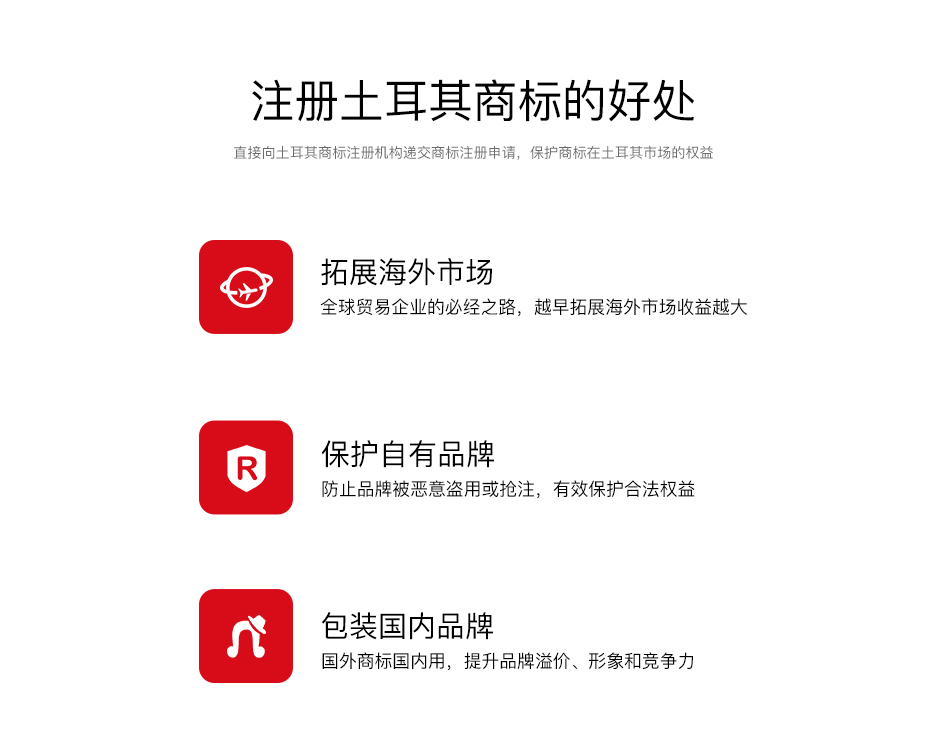 注册土耳其商标的好处
直接向土耳其商标注册机构递交商标注册申请，保护商标在土耳其市场的权益
拓展海外市场
全球贸易企业的必经之路，越早拓展海外市场收益越大
R
保护自有品牌
防止品牌被恶意盗用或抢注，有效保护合法权益
包装国内品牌
国外商标国内用，提升品牌溢价、形象和竞争力